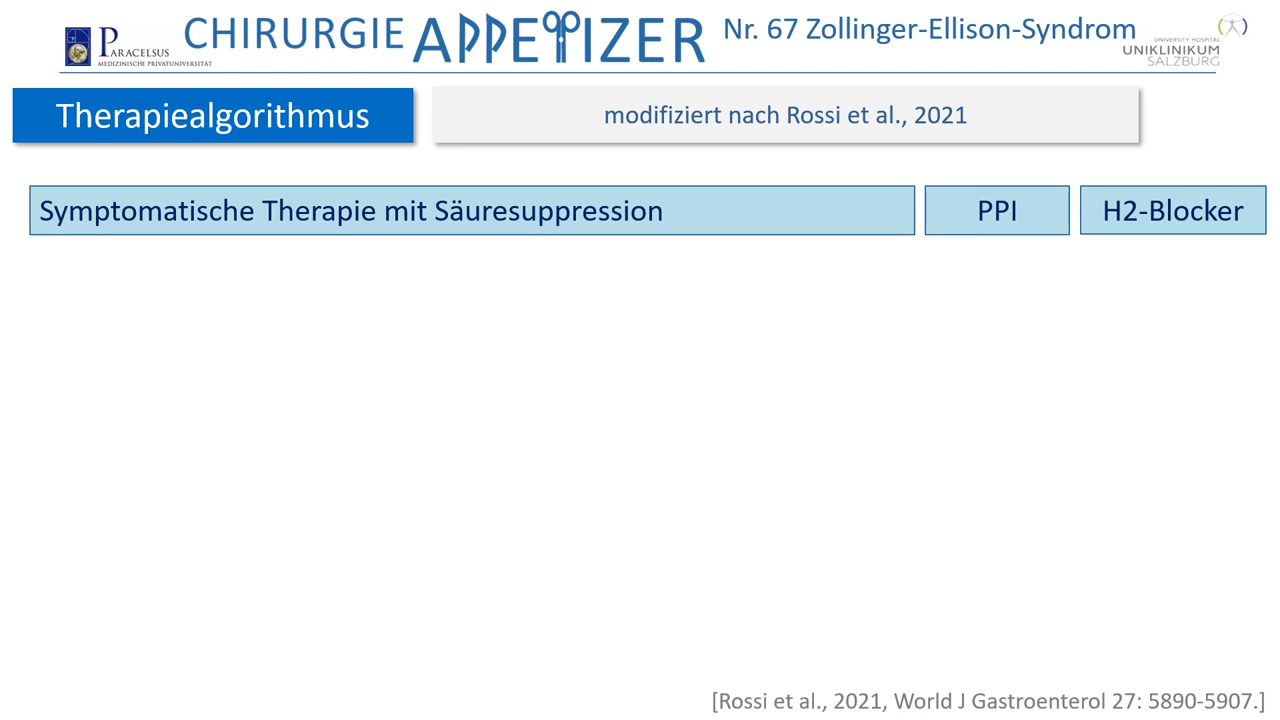 PARACELSUS
MEDIZINISCHE PRIVATUNIVERSITÄT
CHIRURGIE APPETIZER
Nr. 67 Zollinger-Ellison-Syndrom
UNIVERSITY HOSPITAL
UNIKLINIKUM
SALZBURG
Therapiealgorithmus
modifiziert nach Rossi et al., 2021
Symptomatische Therapie mit Säuresuppression
PPI
H2-Blocker
[Rossi et al., 2021, World J Gastroenterol 27: 5890-5907.]